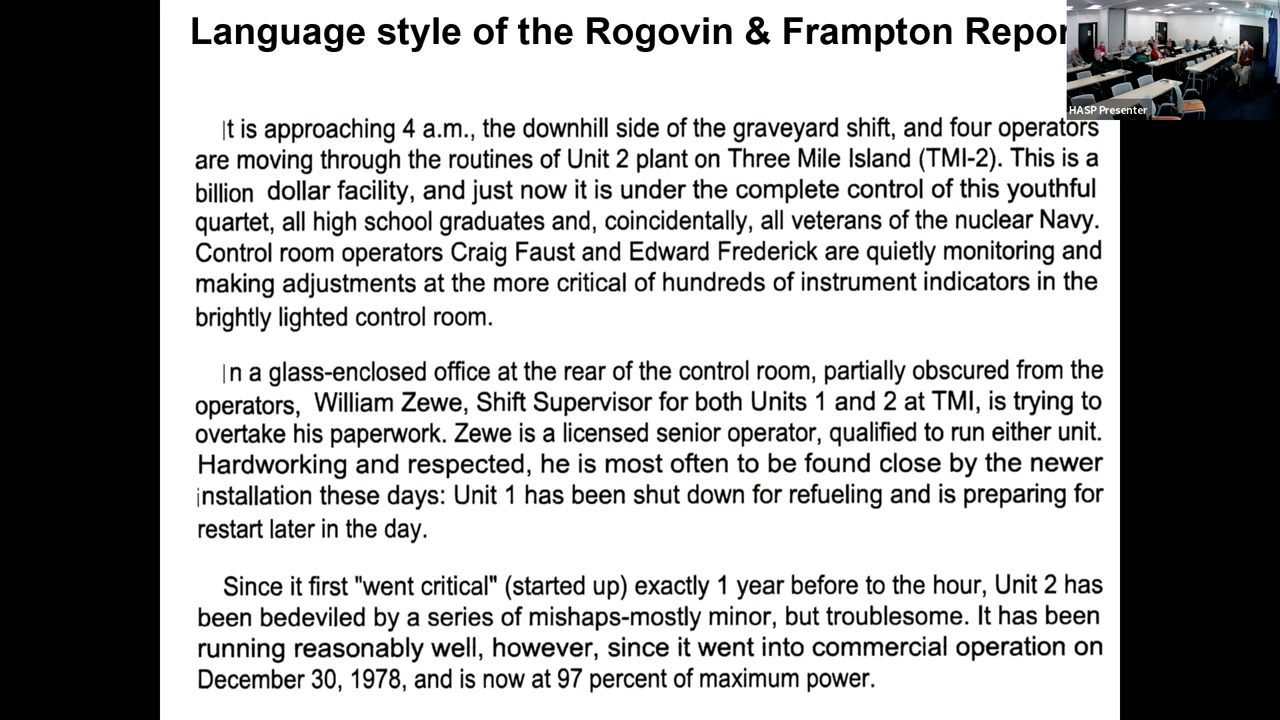 Language style of the Rogovin & Frampton Repor
HASP Presenter
It is approaching 4 a.m., the downhill side of the graveyard shift, and four operators
are moving through the routines of Unit 2 plant on Three Mile Island (TMI-2). This is a
billion dollar facility, and just now it is under the complete control of this youthful
quartet, all high school graduates and, coincidentally, all veterans of the nuclear Navy.
Control room operators Craig Faust and Edward Frederick are quietly monitoring and
making adjustments at the more critical of hundreds of instrument indicators in the
brightly lighted control room.
In a glass-enclosed office at the rear of the control room, partially obscured from the
operators, William Zewe, Shift Supervisor for both Units 1 and 2 at TMI, is trying to
overtake his paperwork. Zewe is a licensed senior operator, qualified to run either unit.
Hardworking and respected, he is most often to be found close by the newer
installation these days: Unit 1 has been shut down for refueling and is preparing for
restart later in the day.
Since it first "went critical" (started up) exactly 1 year before to the hour, Unit 2 has
been bedeviled by a series of mishaps-mostly minor, but troublesome. It has been
running reasonably well, however, since it went into commercial operation on
December 30, 1978, and is now at 97 percent of maximum power.